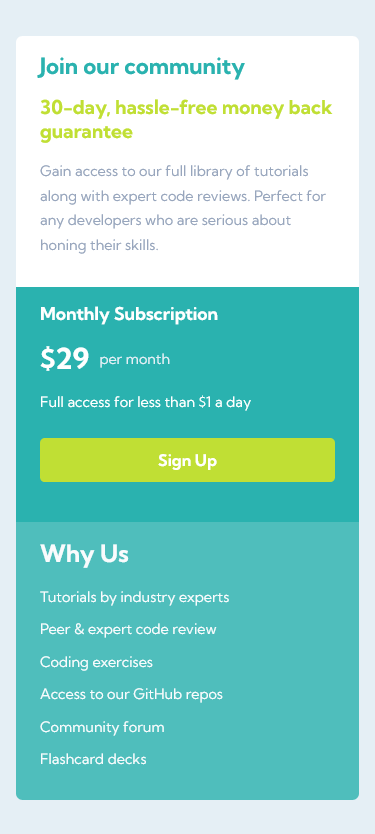 Join our community
30-day, hassle-free money back
guarantee
Gain access to our full library of tutorials
along with expert code reviews. Perfect for
any developers who are serious about
honing their skills.
Monthly Subscription
$29 per month
Full access for less than $1 a day
Sign Up
Why Us
Tutorials by industry experts
Peer & expert code review
Coding exercises
Access to our GitHub repos
Community forum
Flashcard decks